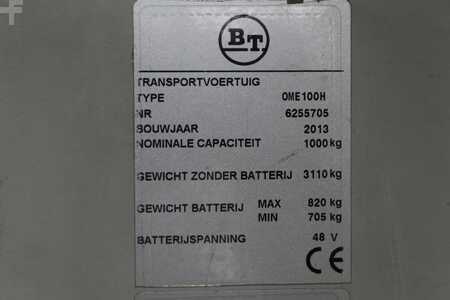 BT
TRANSPORTVOERTUIG
TYPE OME100H
NR 6255705
BOUWJAAR 2013
NOMINALE CAPACITEIT 1000 kg
GEWICHT ZONDER BATTERIJ 3110 kg
GEWICHT BATTERIJ MAX 820 kg
MIN 705 kg
BATTERIJSPANNING 48 V
CE